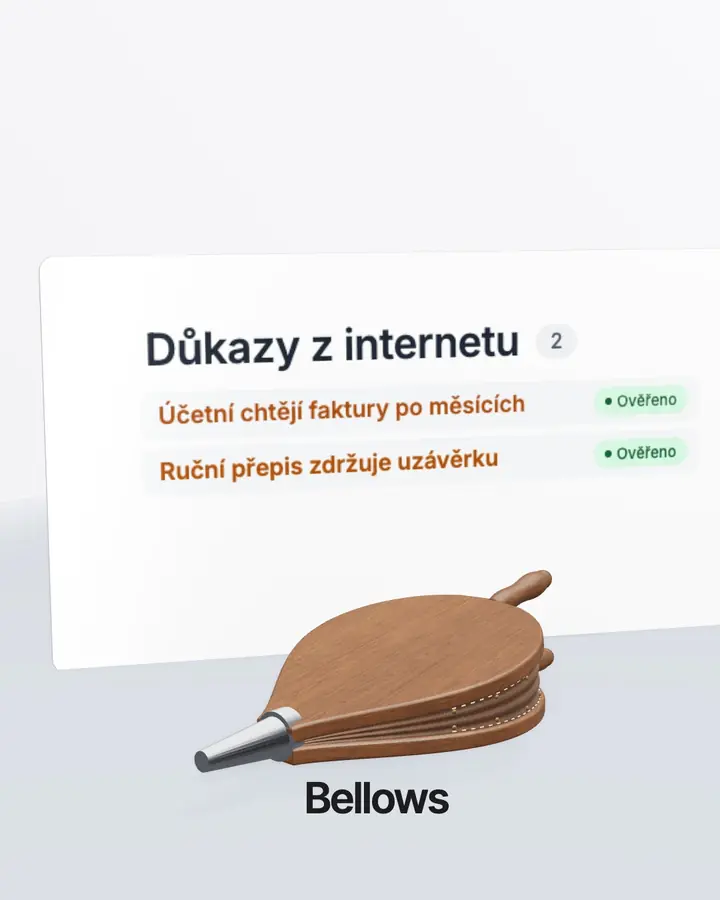 Důkazy z internetu 2
Účetní chtějí faktury po měsících Ověřeno
Ruční přepis zdržuje uzávěrku Ověřeno
Bellows